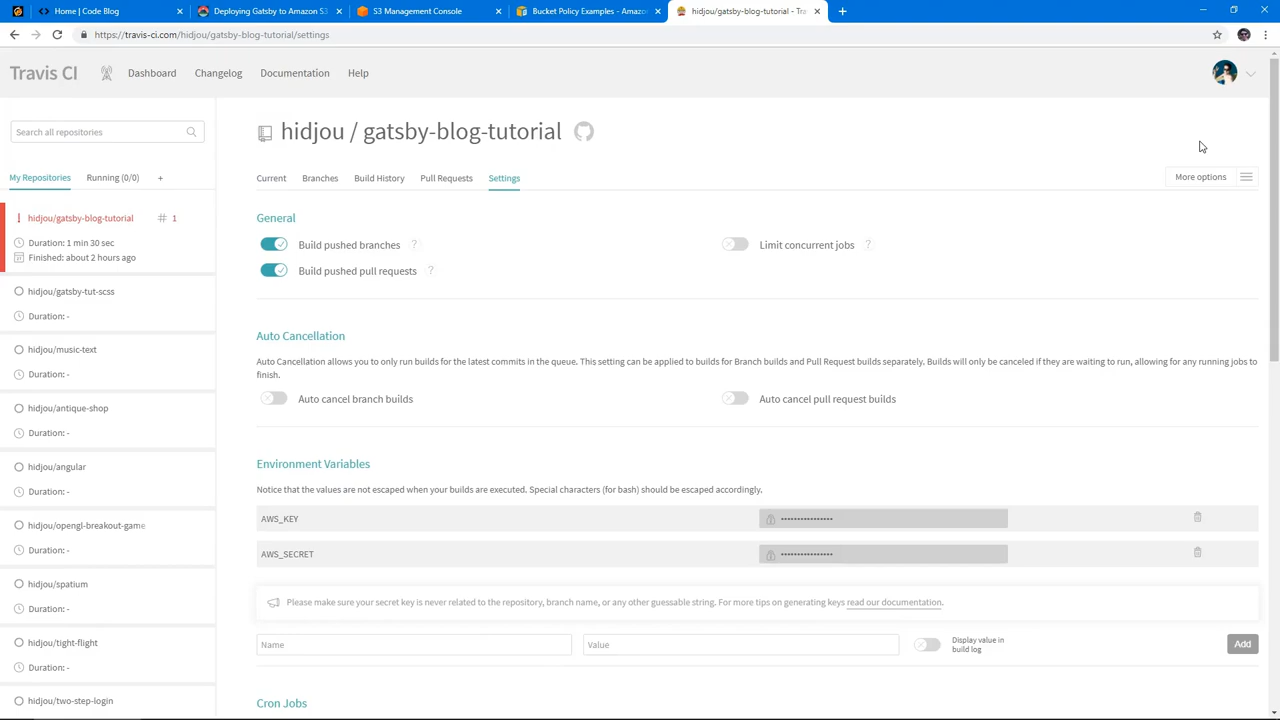 Home | Code Blog
Deploying Gatsby to Amazon S3
S3 Management Console
Bucket Policy Examples - Amazo
hidjou/gatsby-blog-tutorial - Tra
https://travis-ci.com/hidjou/gatsby-blog-tutorial/settings
Travis CI
Dashboard
Changelog
Documentation
Help
Search all repositories
My Repositories
Running (0/0)
+
hidjou/gatsby-blog-tutorial
# 1
Duration: 1 min 30 sec
Finished: about 2 hours ago
hidjou/gatsby-tut-scss
Duration: -
hidjou/music-text
Duration: -
hidjou/antique-shop
Duration: -
hidjou/angular
Duration: -
hidjou/opengl-breakout-game
Duration: -
hidjou/spatium
Duration: -
hidjou/tight-flight
Duration: -
hidjou/two-step-login
hidjou / gatsby-blog-tutorial
Current
Branches
Build History
Pull Requests
Settings
More options
General
Build pushed branches ?
Limit concurrent jobs ?
Build pushed pull requests ?
Auto Cancellation
Auto Cancellation allows you to only run builds for the latest commits in the queue. This setting can be applied to builds for Branch builds and Pull Request builds separately. Builds will only be canceled if they are waiting to run, allowing for any running jobs to
finish.
Auto cancel branch builds
Auto cancel pull request builds
Environment Variables
Notice that the values are not escaped when your builds are executed. Special characters (for bash) should be escaped accordingly.
AWS_KEY
••••••••••••••••
AWS_SECRET
••••••••••••••••
Please make sure your secret key is never related to the repository, branch name, or any other guessable string. For more tips on generating keys read our documentation.
Name
Value
Display value in
build log
Add
Cron Jobs